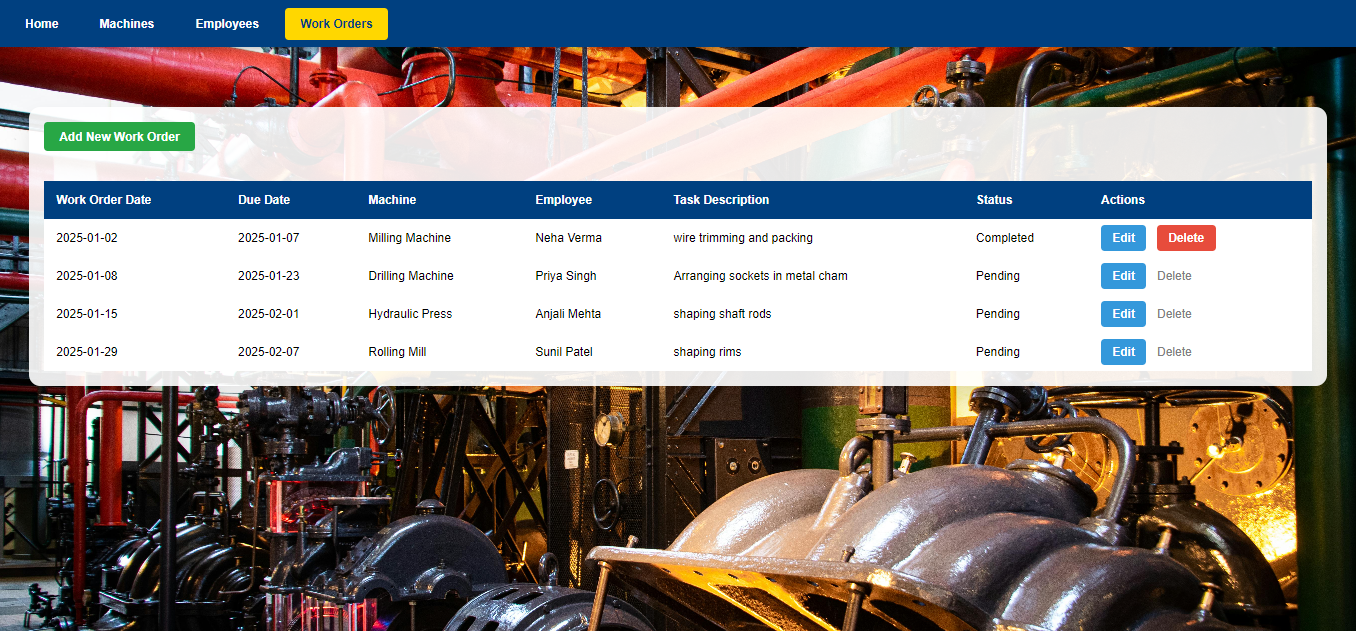 Home Machines Employees Work Orders
Add New Work Order
Work Order Date Due Date Machine Employee Task Description Status Actions
2025-01-02 2025-01-07 Milling Machine Neha Verma wire trimming and packing Completed Edit Delete
2025-01-08 2025-01-23 Drilling Machine Priya Singh Arranging sockets in metal cham Pending Edit Delete
2025-01-15 2025-02-01 Hydraulic Press Anjali Mehta shaping shaft rods Pending Edit Delete
2025-01-29 2025-02-07 Rolling Mill Sunil Patel shaping rims Pending Edit Delete